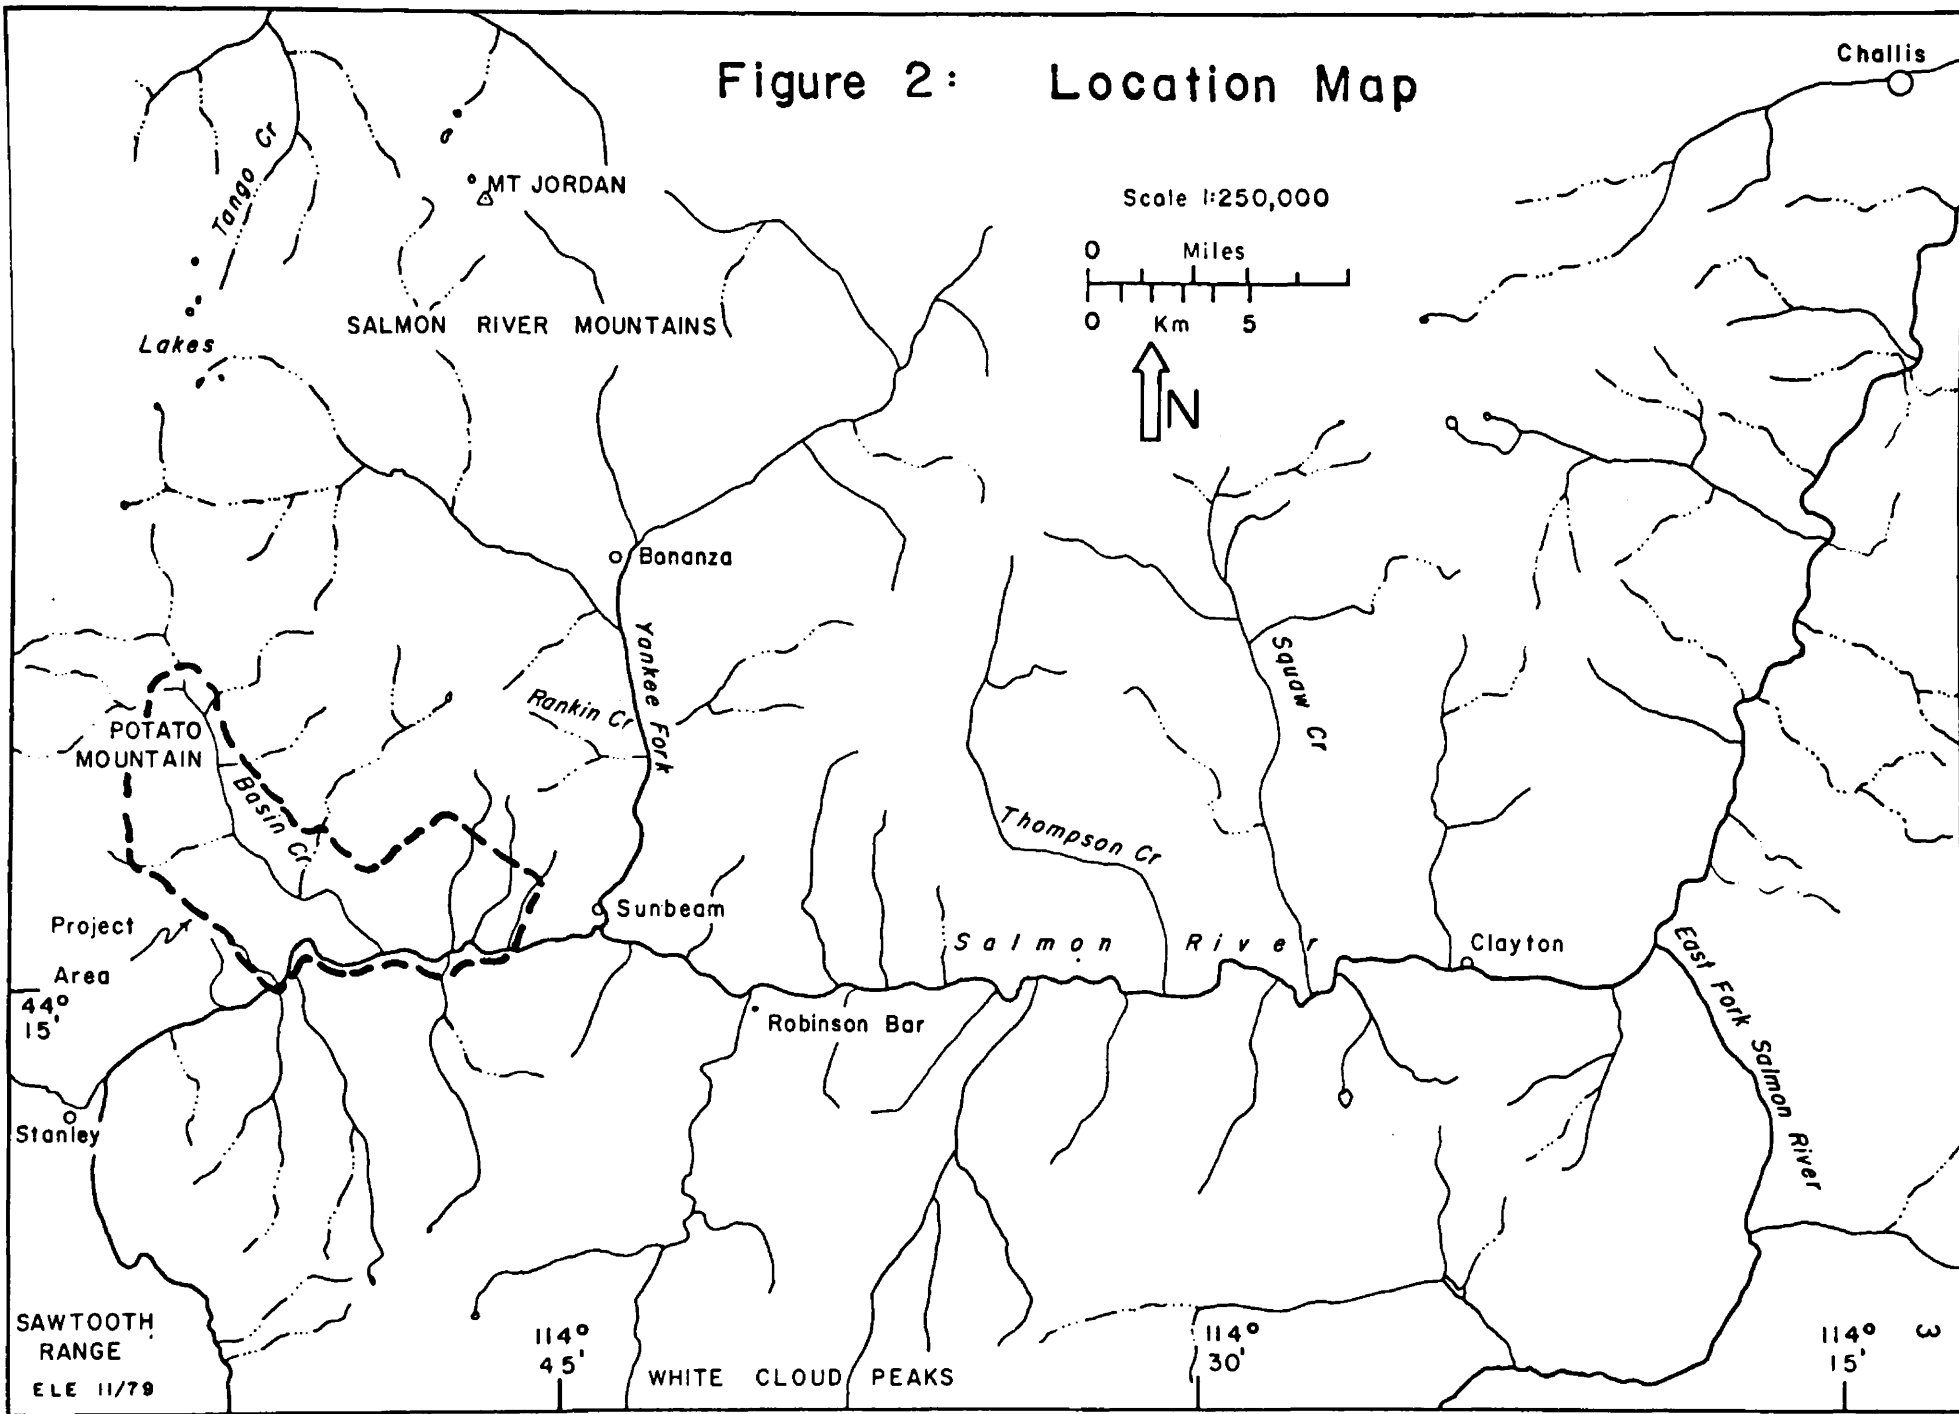 Figure 2: Location Map
Challis
Tango Cr
MT JORDAN
Scale 1:250,000
0 Miles
0 Km 5
N
SALMON RIVER MOUNTAINS
Lakes
Bananza
Yankee Fork
Rankin Cr
Squaw Cr
POTATO
MOUNTAIN
Basin Cr
Thompson Cr
Project
Area
Sunbeam
Salmon River
Clayton
East Fork Salmon River
44°
15'
Robinson Bar
Stanley
SAWTOOTH
RANGE
ELE 11/79
114°
45'
WHITE CLOUD PEAKS
114°
30'
114°
15'
3